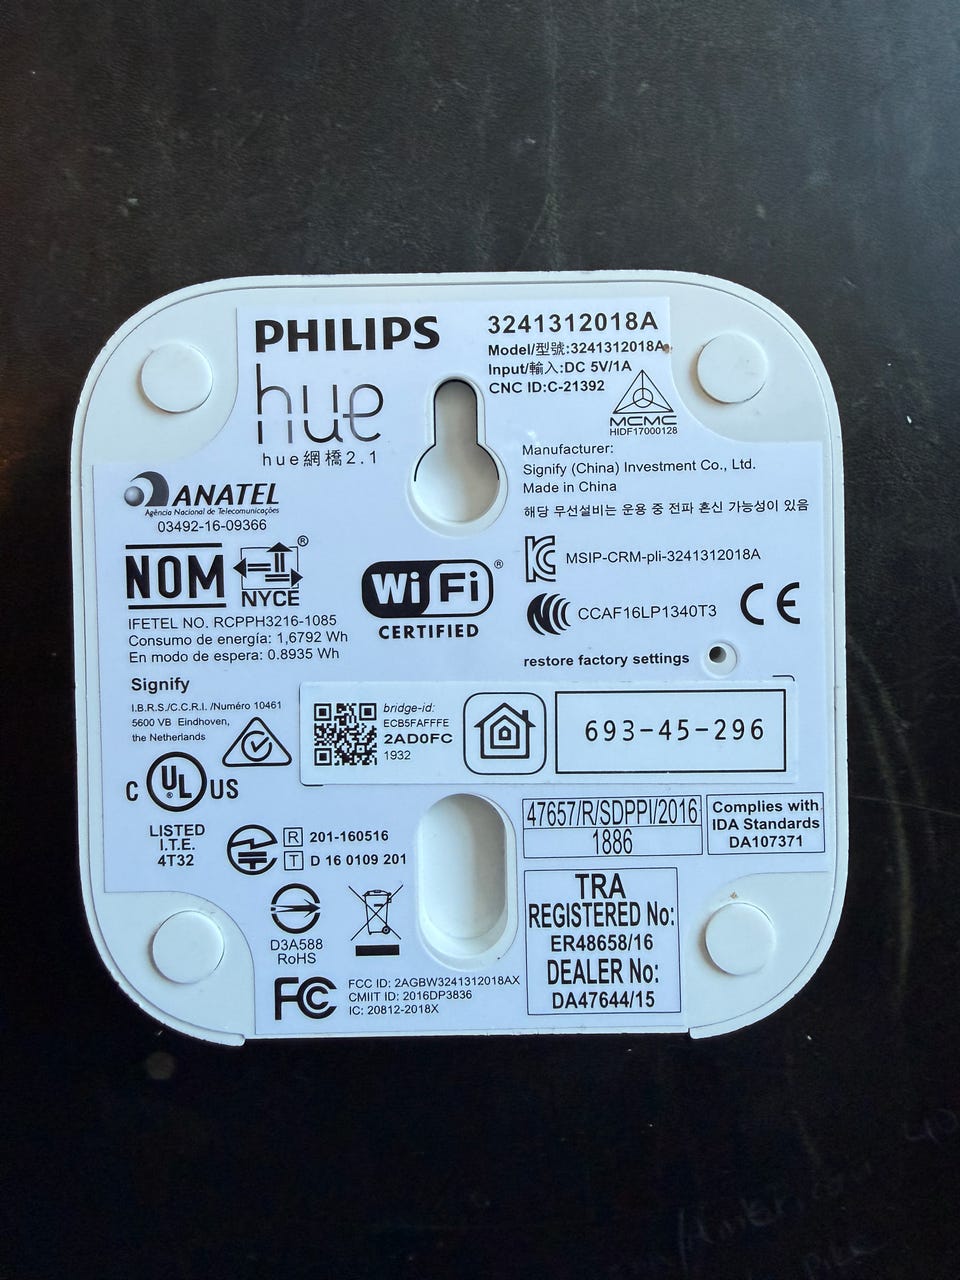 PHILIPS
hue
hue網橋2.1
3241312018A
Model/型號:3241312018A
Input/輸入:DC 5V/1A
CNC ID:C-21392
MCMC
HIDF17000128
Manufacturer:
Signify (China) Investment Co., Ltd.
Made in China
해당 무선설비는 운용 중 전파 혼신 가능성이 있음
ANATEL
Agência Nacional de Telecomunicações
03492-16-09366
NOM
NYCE ®
IFETEL NO. RCPPH3216-1085
Consumo de energía: 1,6792 Wh
En modo de espera: 0.8935 Wh
WiFi ®
CERTIFIED
MSIP-CRM-pli-3241312018A
CCAF16LP1340T3
CE
restore factory settings
Signify
I.B.R.S./C.C.R.I. /Numéro 10461
5600 VB Eindhoven,
the Netherlands
bridge-id:
ECB5FAFFFE
2AD0FC
1932
693-45-296
C UL ® US
LISTED
I.T.E.
4T32
R 201-160516
T D 16 0109 201
47657/R/SDPPI/2016
1886
Complies with
IDA Standards
DA107371
D3A588
RoHS
TRA
REGISTERED No:
ER48658/16
DEALER No:
DA47644/15
FC
FCC ID: 2AGBW3241312018AX
CMIIT ID: 2016DP3836
IC: 20812-2018X